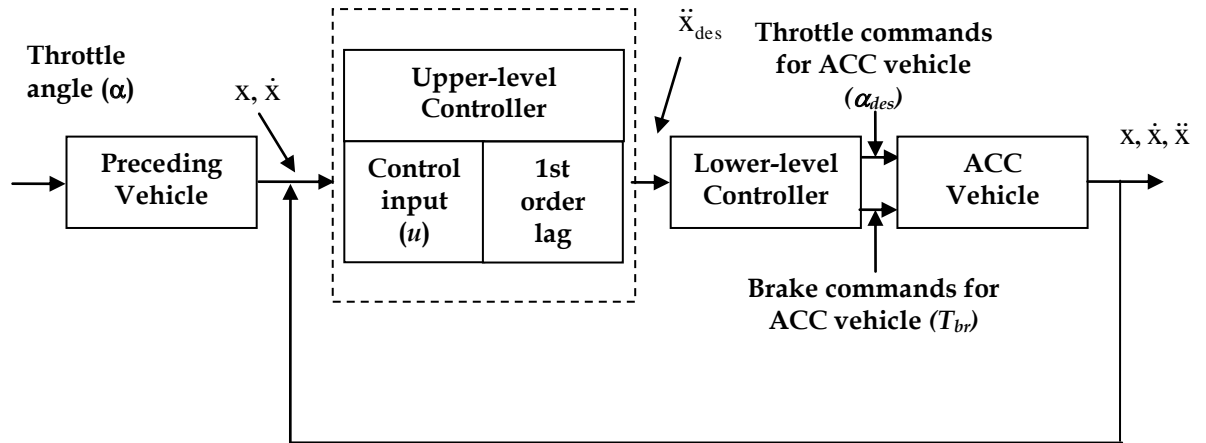 Throttle
angle (α)
x, ẋ
Preceding
Vehicle
Upper-level
Controller
Control
input
(u)
1st
order
lag
ẍdes
Throttle commands
for ACC vehicle
(αdes)
Lower-level
Controller
ACC
Vehicle
x, ẋ, ẍ
Brake commands for
ACC vehicle (Tbr)